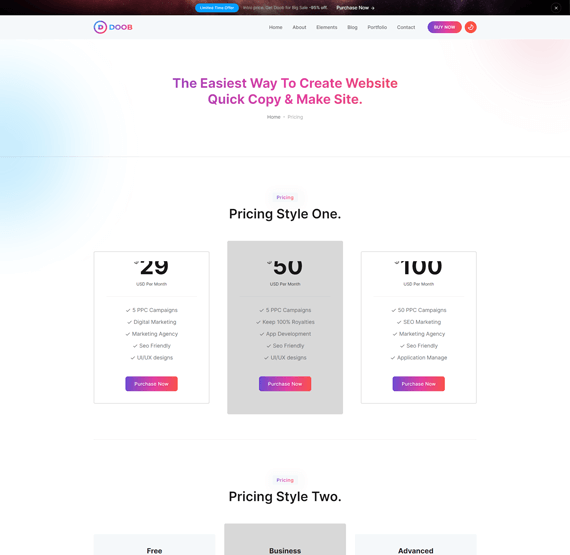 Limited Time Offer
Intro price. Get Doob for Big Sale -95% off.
Purchase Now →
DOOB
Home
About
Elements
Blog
Portfolio
Contact
BUY NOW
The Easiest Way To Create Website
Quick Copy & Make Site.
Home
Pricing
Pricing
Pricing Style One.
29
USD Per Month
5 PPC Campaigns
Digital Marketing
Marketing Agency
Seo Friendly
UI/UX designs
Purchase Now
50
USD Per Month
5 PPC Campaigns
Keep 100% Royalties
App Development
Seo Friendly
UI/UX designs
Purchase Now
100
USD Per Month
50 PPC Campaigns
SEO Marketing
Marketing Agency
Seo Friendly
Application Manage
Purchase Now
Pricing
Pricing Style Two.
Free
Business
Advanced